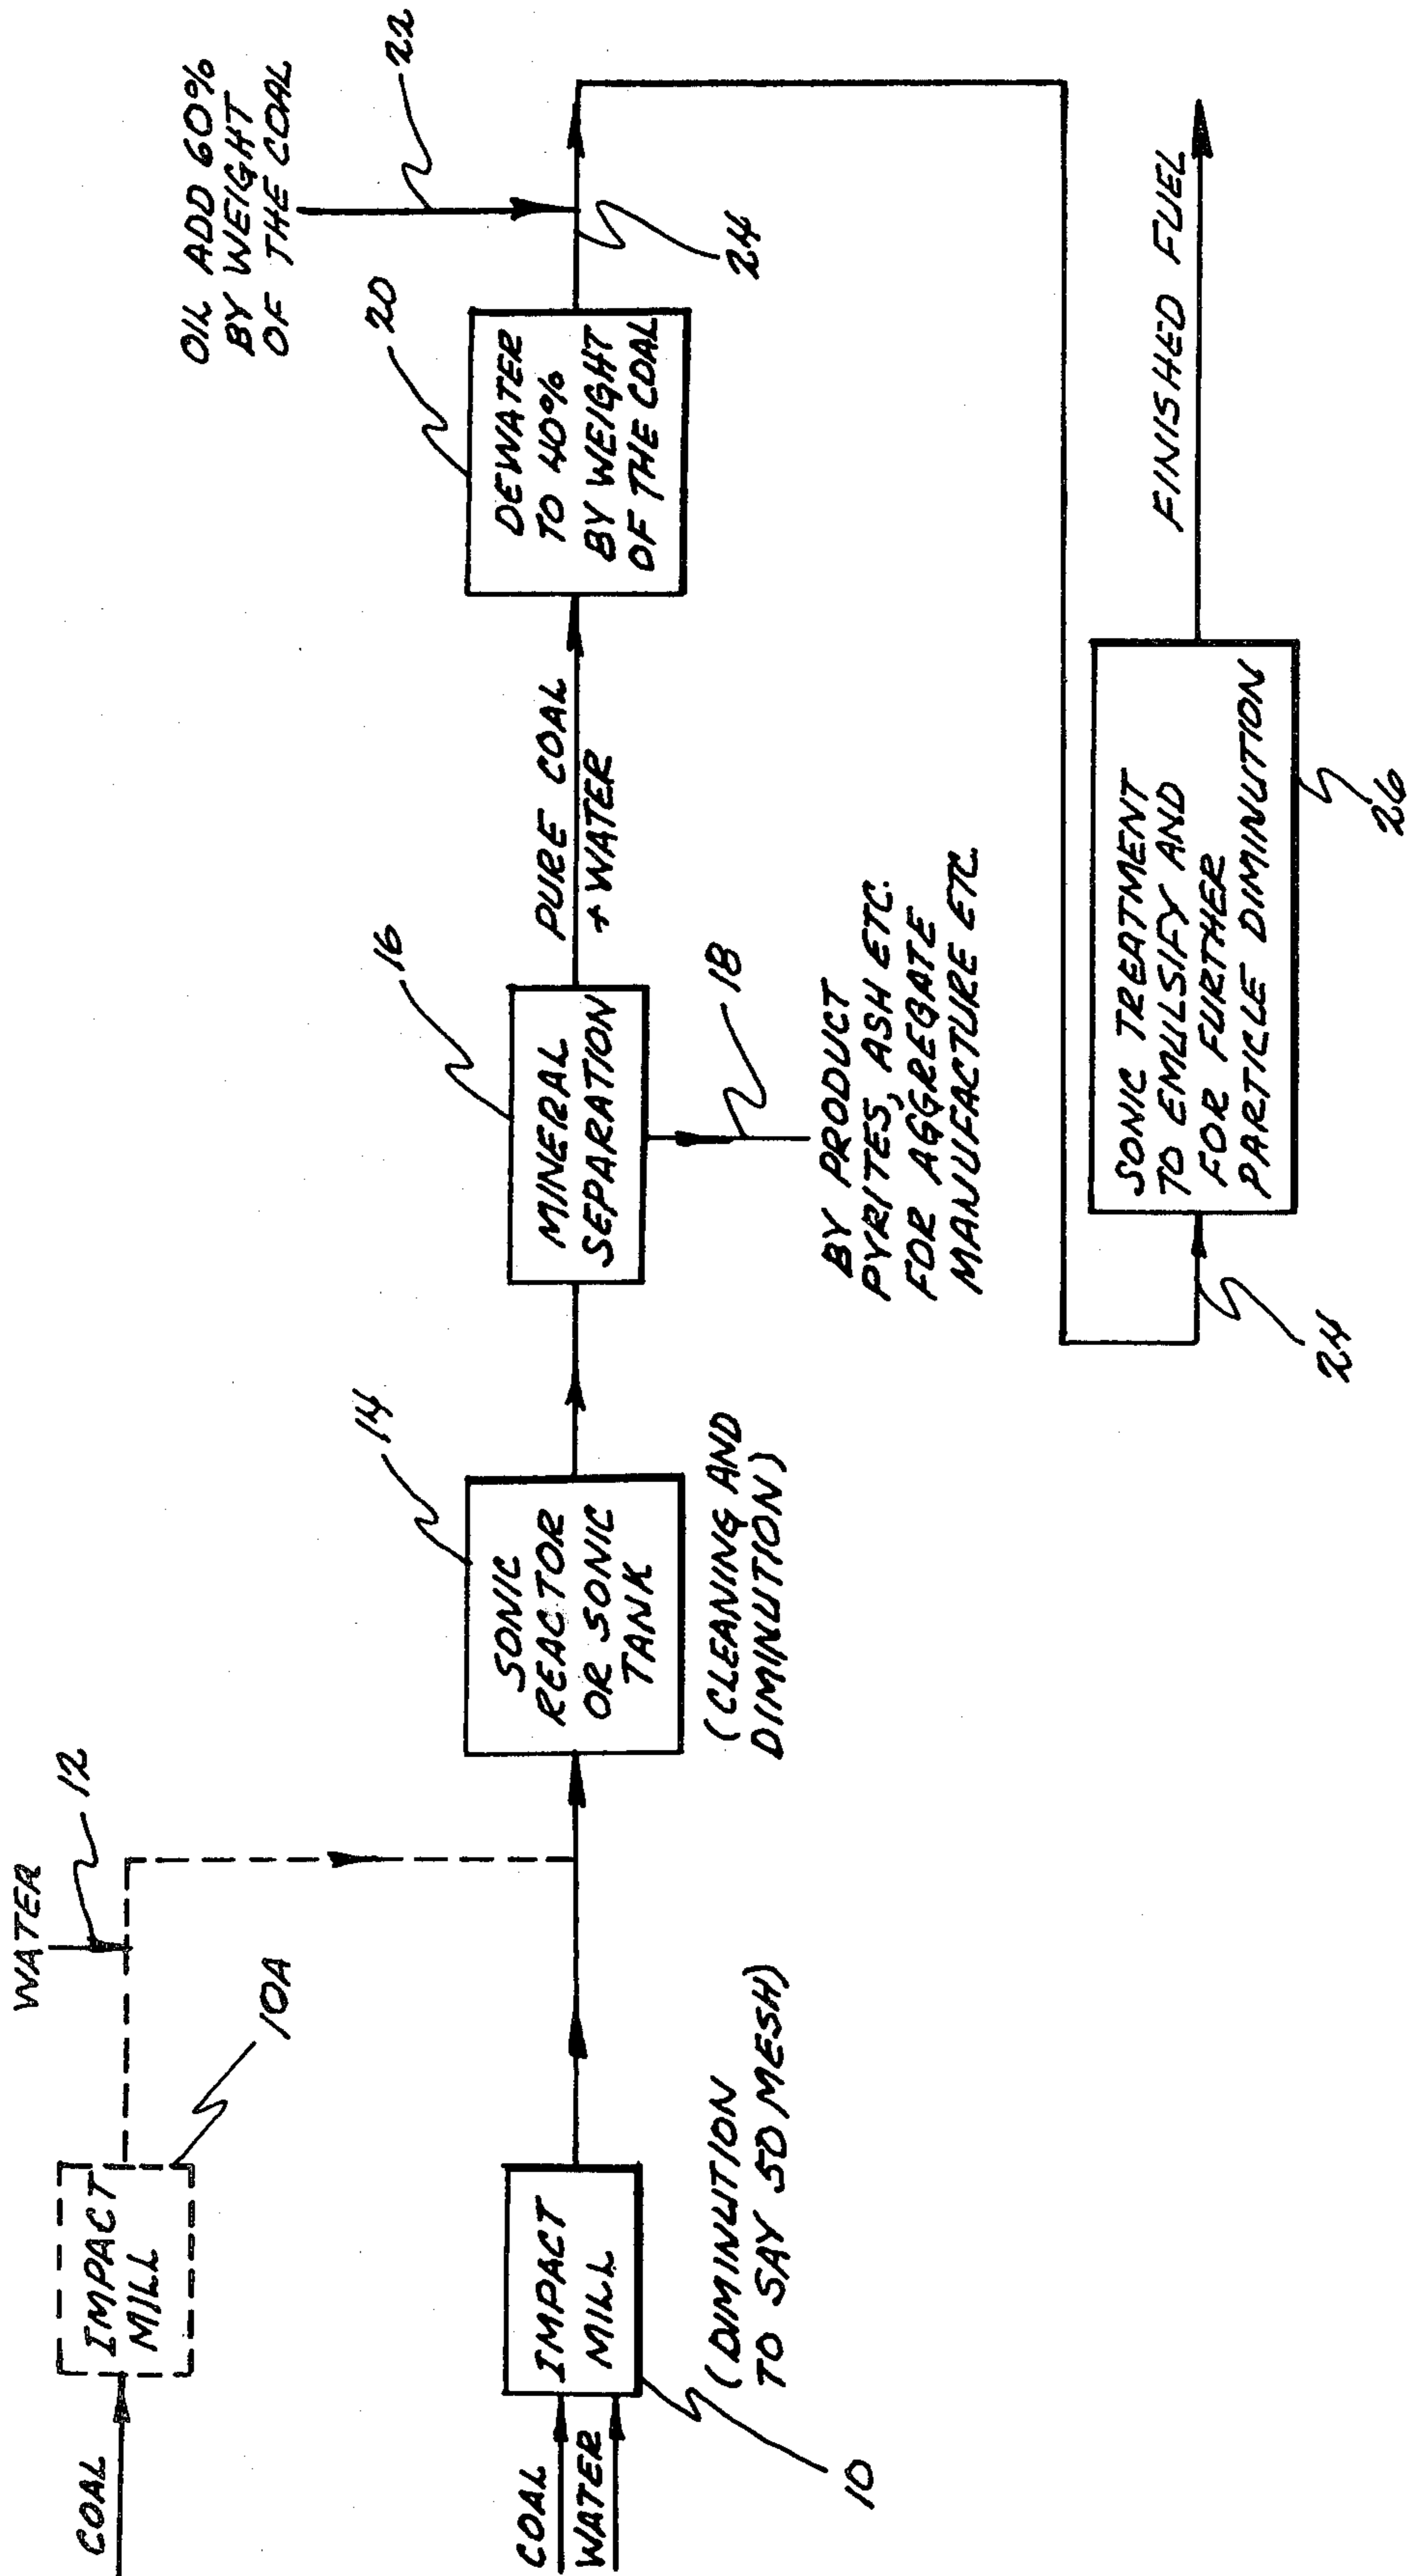 COAL
IMPACT
MILL
10A
WATER
12
COAL
WATER
IMPACT
MILL
10
(DIMINUTION
TO SAY 50 MESH)
SONIC
REACTOR
OR SONIC
TANK
14
(CLEANING AND
DIMINUTION)
MINERAL
SEPARATION
16
18
BY PRODUCT
PYRITES, ASH ETC.
FOR AGGREGATE
MANUFACTURE ETC.
PURE COAL
+ WATER
DEWATER
TO 40%
BY WEIGHT
OF THE COAL
20
OIL ADD 60%
BY WEIGHT
OF THE COAL
22
24
24
SONIC TREATMENT
TO EMULSIFY AND
FOR FURTHER
PARTICLE DIMINUTION
26
FINISHED FUEL